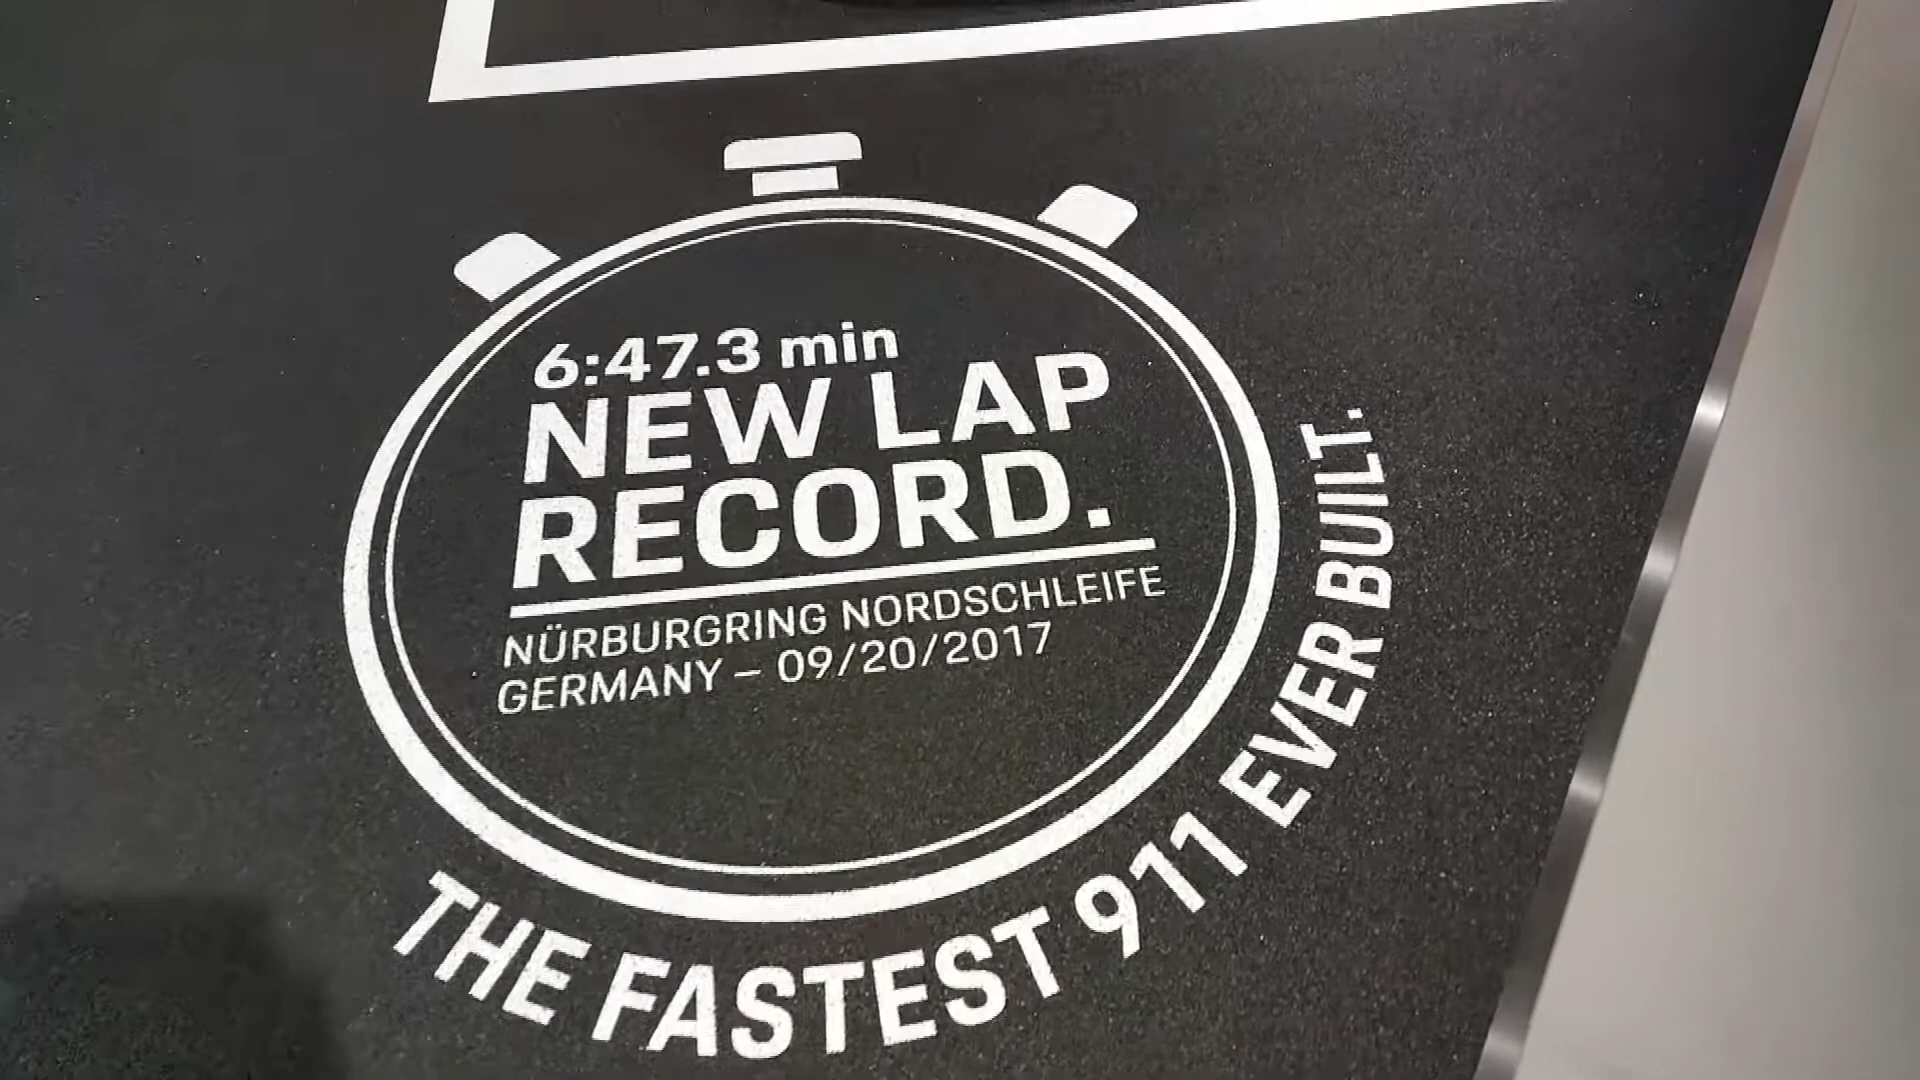 6:47.3 min
NEW LAP
RECORD.
NÜRBURGRING NORDSCHLEIFE
GERMANY – 09/20/2017
THE FASTEST 911 EVER BUILT.